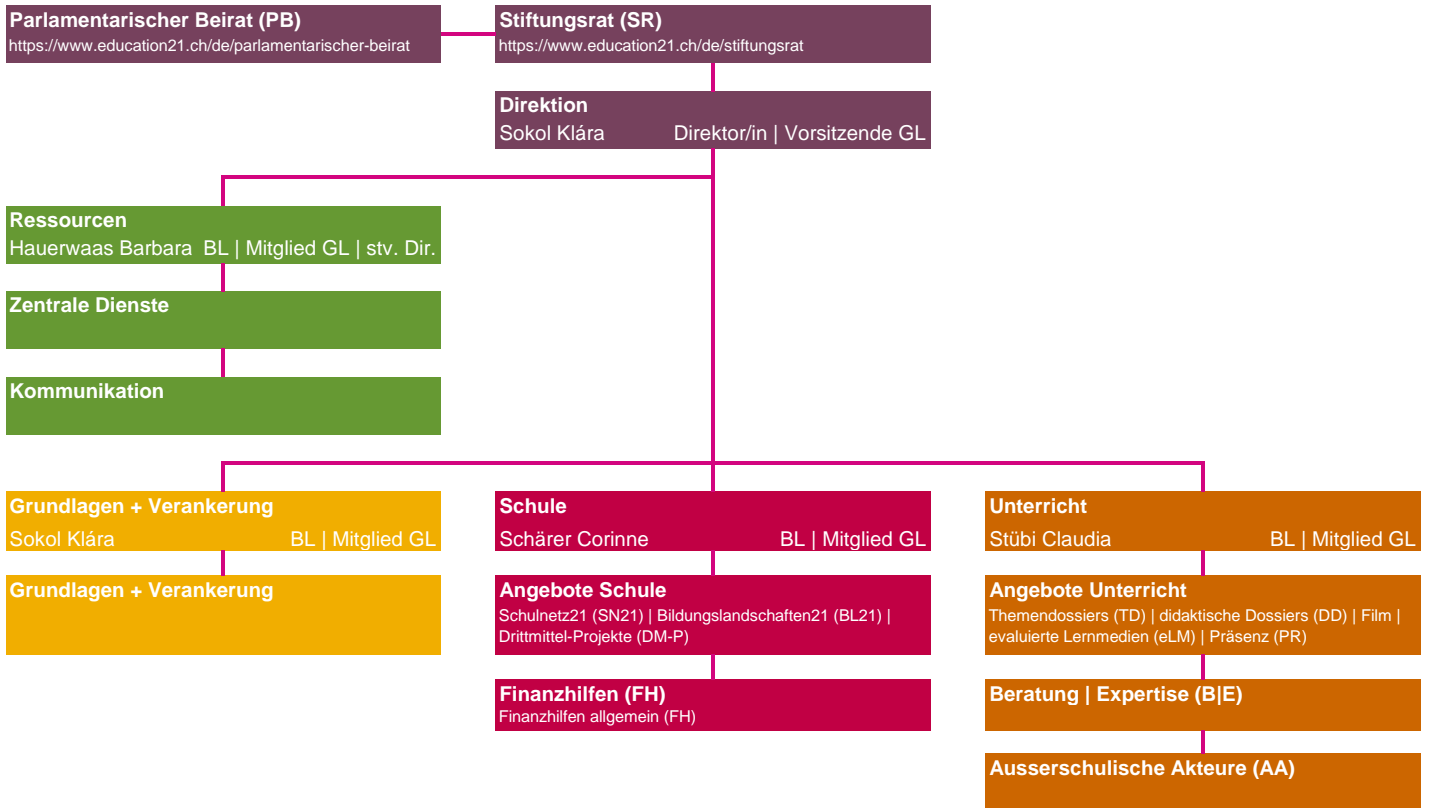 Parlamentarischer Beirat (PB)
https://www.education21.ch/de/parlamentarischer-beirat
Stiftungsrat (SR)
https://www.education21.ch/de/stiftungsrat
Direktion
Sokol Klára Direktor/in | Vorsitzende GL
Ressourcen
Hauerwaas Barbara BL | Mitglied GL | stv. Dir.
Zentrale Dienste
Kommunikation
Grundlagen + Verankerung
Sokol Klára BL | Mitglied GL
Grundlagen + Verankerung
Schule
Schärer Corinne BL | Mitglied GL
Angebote Schule
Schulnetz21 (SN21) | Bildungslandschaften21 (BL21) |
Drittmittel-Projekte (DM-P)
Finanzhilfen (FH)
Finanzhilfen allgemein (FH)
Unterricht
Stübi Claudia BL | Mitglied GL
Angebote Unterricht
Themendossiers (TD) | didaktische Dossiers (DD) | Film |
evaluierte Lernmedien (eLM) | Präsenz (PR)
Beratung | Expertise (B|E)
Ausserschulische Akteure (AA)